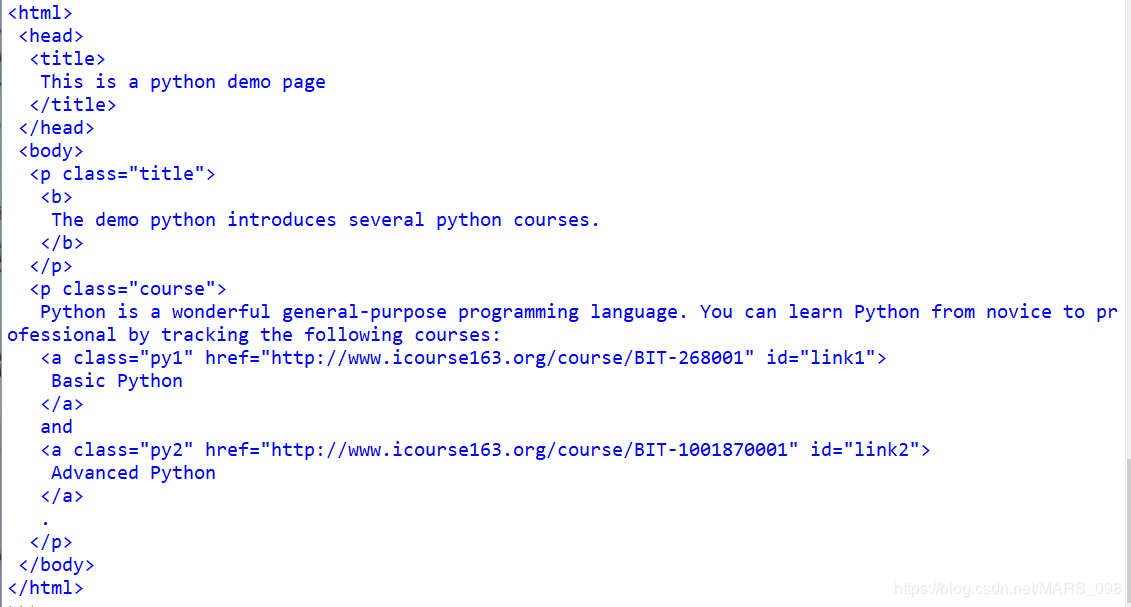 <html>
<head>
<title>
This is a python demo page
</title>
</head>
<body>
<p class="title">
<b>
The demo python introduces several python courses.
</b>
</p>
<p class="course">
Python is a wonderful general-purpose programming language. You can learn Python from novice to pr
ofessional by tracking the following courses:
<a class="py1" href="http://www.icourse163.org/course/BIT-268001" id="link1">
Basic Python
</a>
and
<a class="py2" href="http://www.icourse163.org/course/BIT-1001870001" id="link2">
Advanced Python
</a>
.
</p>
</body>
</html>
https://blog.csdn.net/MARS_098